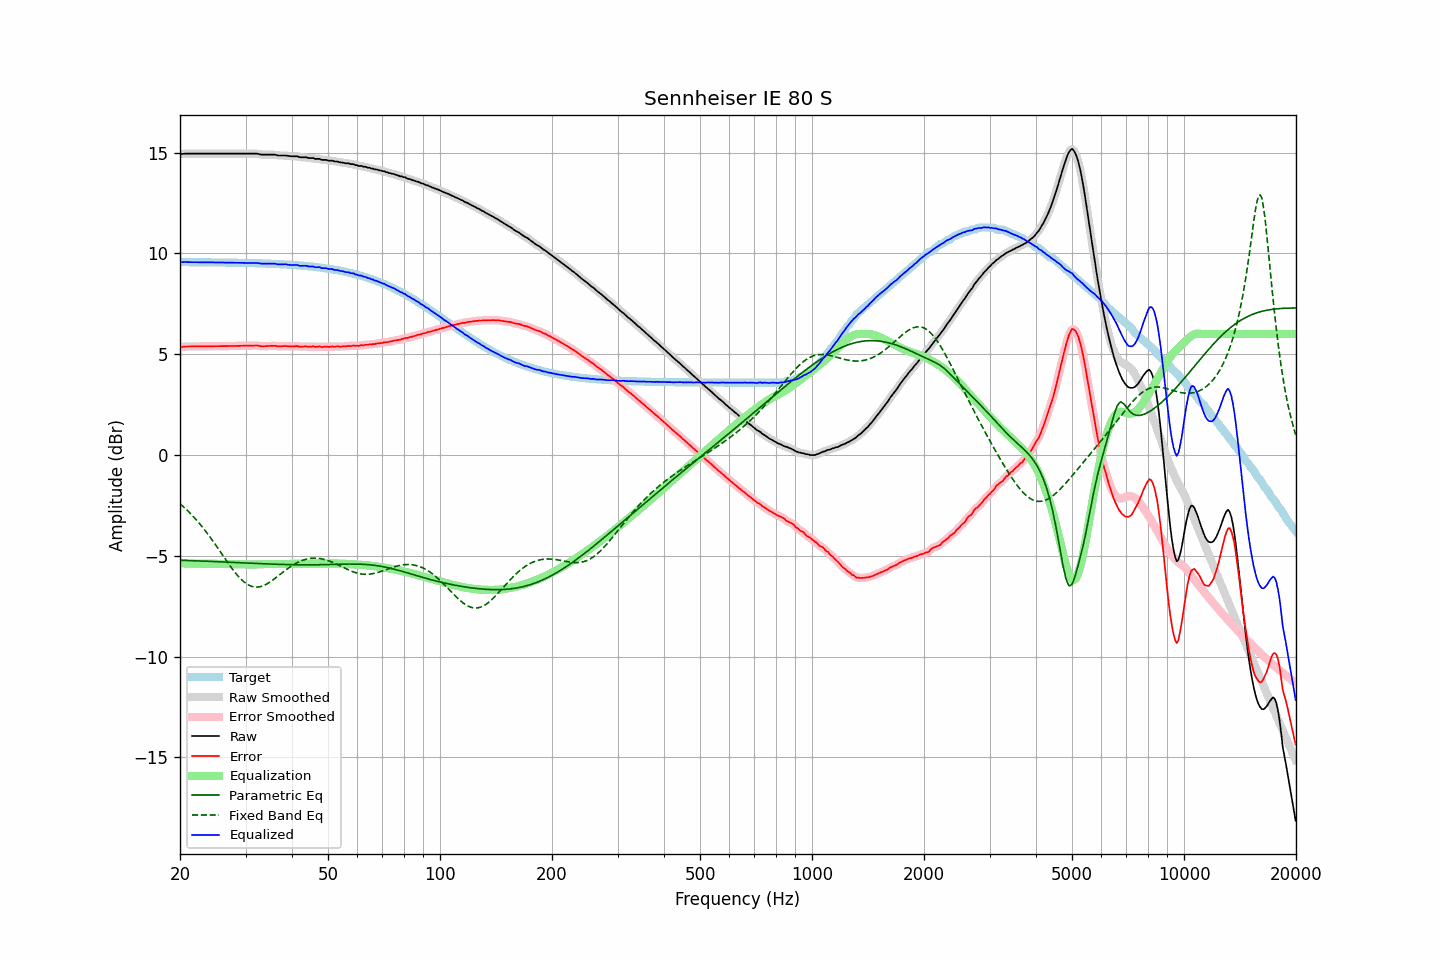 Sennheiser IE 80 S
Amplitude (dBr)
15
10
5
0
−5
−10
−15
Target
Raw Smoothed
Error Smoothed
Raw
Error
Equalization
Parametric Eq
Fixed Band Eq
Equalized
20 50 100 200 500 1000 2000 5000 10000 20000
Frequency (Hz)